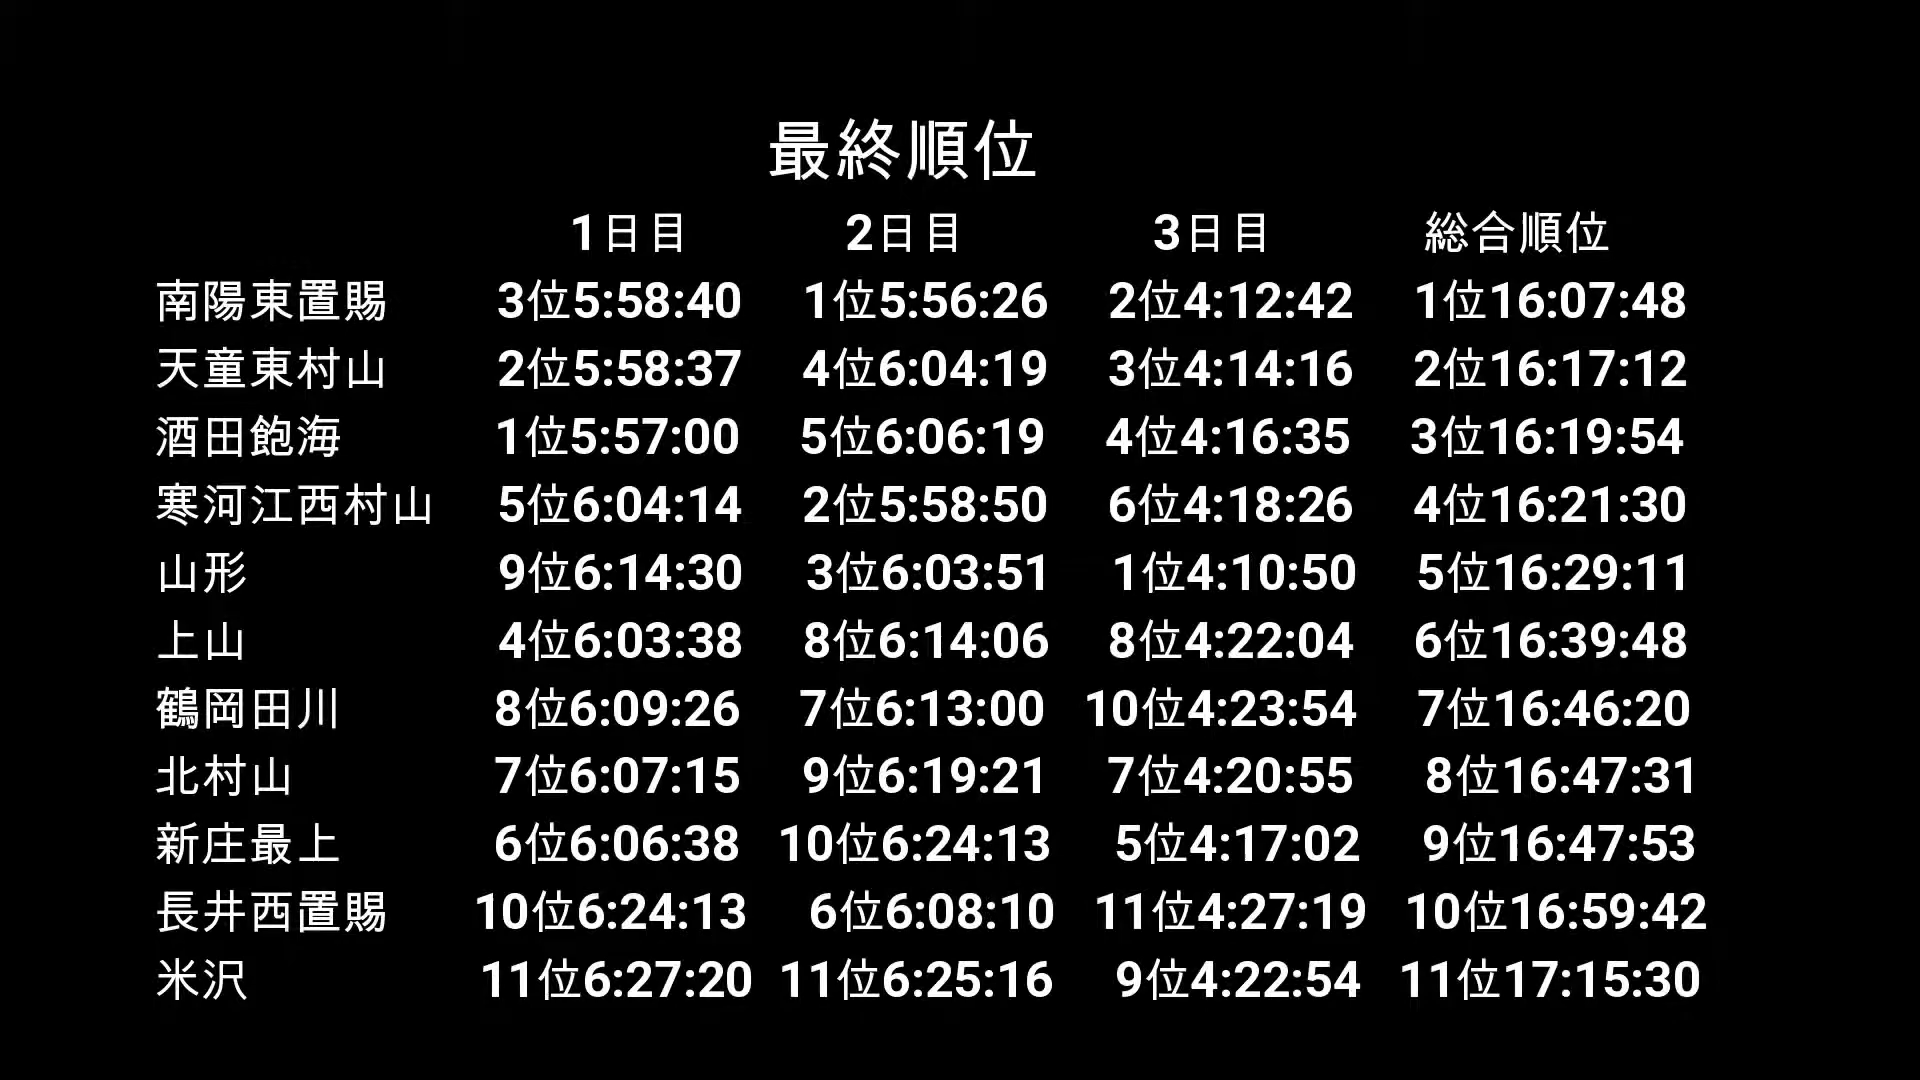 最終順位
1日目 2日目 3日目 総合順位
南陽東置賜 3位5:58:40 1位5:56:26 2位4:12:42 1位16:07:48
天童東村山 2位5:58:37 4位6:04:19 3位4:14:16 2位16:17:12
酒田飽海 1位5:57:00 5位6:06:19 4位4:16:35 3位16:19:54
寒河江西村山 5位6:04:14 2位5:58:50 6位4:18:26 4位16:21:30
山形 9位6:14:30 3位6:03:51 1位4:10:50 5位16:29:11
上山 4位6:03:38 8位6:14:06 8位4:22:04 6位16:39:48
鶴岡田川 8位6:09:26 7位6:13:00 10位4:23:54 7位16:46:20
北村山 7位6:07:15 9位6:19:21 7位4:20:55 8位16:47:31
新庄最上 6位6:06:38 10位6:24:13 5位4:17:02 9位16:47:53
長井西置賜 10位6:24:13 6位6:08:10 11位4:27:19 10位16:59:42
米沢 11位6:27:20 11位6:25:16 9位4:22:54 11位17:15:30